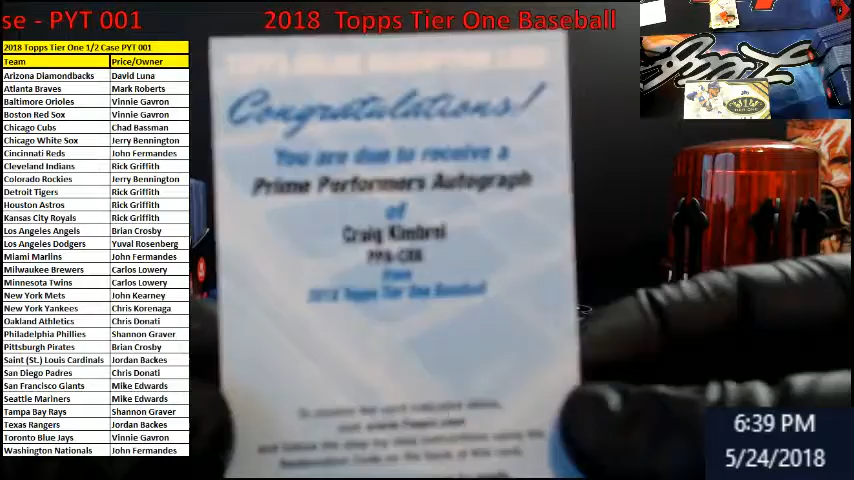 se - PYT 001
2018 Topps Tier One Baseball
2018 Topps Tier One 1/2 Case PYT 001
Team Price/Owner
Arizona Diamondbacks David Luna
Atlanta Braves Mark Roberts
Baltimore Orioles Vinnie Gavron
Boston Red Sox Vinnie Gavron
Chicago Cubs Chad Bassman
Chicago White Sox Jerry Bennington
Cincinnati Reds John Fernandes
Cleveland Indians Rick Griffith
Colorado Rockies Jerry Bennington
Detroit Tigers Rick Griffith
Houston Astros Rick Griffith
Kansas City Royals Rick Griffith
Los Angeles Angels Brian Crosby
Los Angeles Dodgers Yuval Rosenberg
Miami Marlins John Fernandes
Milwaukee Brewers Carlos Lowery
Minnesota Twins Carlos Lowery
New York Mets John Kearney
New York Yankees Chris Korenaga
Oakland Athletics Chris Donati
Philadelphia Phillies Shannon Graver
Pittsburgh Pirates Brian Crosby
Saint (St.) Louis Cardinals Jordan Backes
San Diego Padres Chris Donati
San Francisco Giants Mike Edwards
Seattle Mariners Mike Edwards
Tampa Bay Rays Shannon Graver
Texas Rangers Jordan Backes
Toronto Blue Jays Vinnie Gavron
Washington Nationals John Fernandes
Congratulations!
You are due to receive a
Prime Performers Autograph
of
Craig Kimbrel
from
2018 Topps Tier One Baseball
6:39 PM
5/24/2018